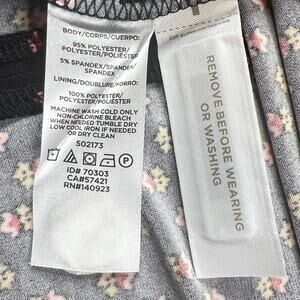 BODY/CORPS/CUERPO:
95% POLYESTER/
POLYESTER/POLIÉSTER
5% SPANDEX/SPANDEX/
SPANDEX
LINING/DOUBLURE/FORRO:
100% POLYESTER/
POLYESTER/POLIÉSTER
MACHINE WASH COLD ONLY
NON-CHLORINE BLEACH
WHEN NEEDED TUMBLE DRY
LOW COOL IRON IF NEEDED
OR DRY CLEAN
502173
ID# 70303
CA#57421
RN#140923
REMOVE BEFORE WEARING
OR WASHING